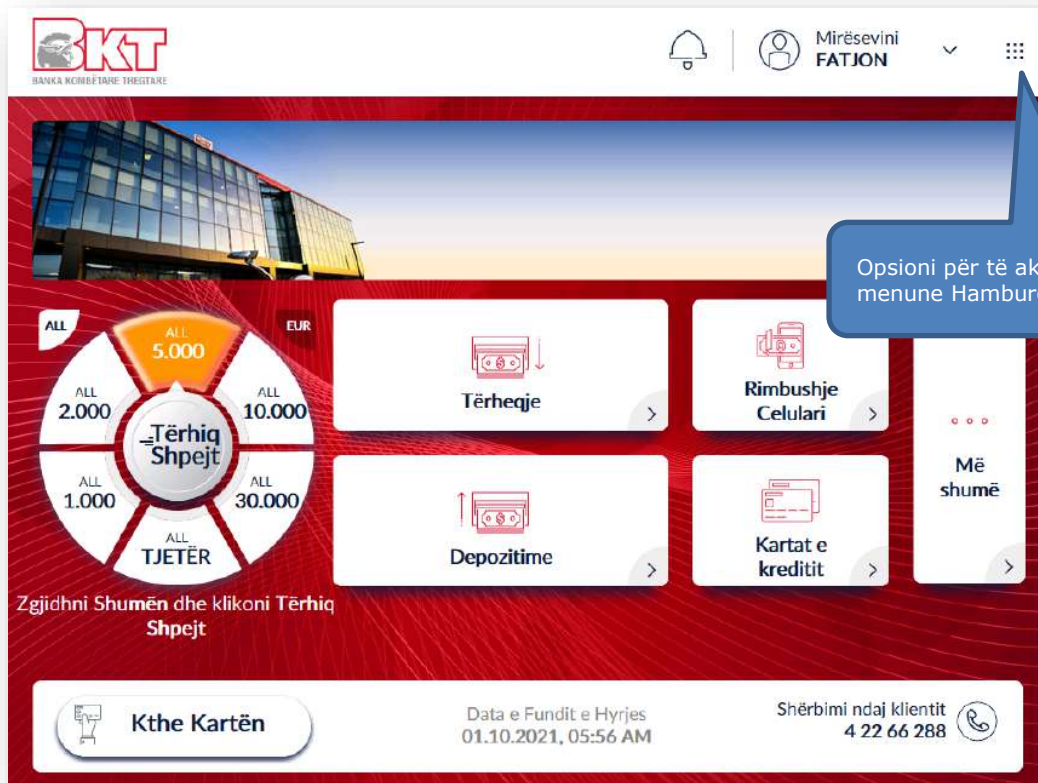 BKT
BANKA KOMBËTARE TREGTARE
Mirësevini
FATJON
Opsioni për të
menune
ALL
EUR
ALL
5.000
ALL
2.000
ALL
10.000
Tërhiq
Shpejt
ALL
1.000
ALL
30.000
ALL
TJETËR
Zgjidhni Shumën dhe klikoni Tërhiq
Shpejt
Tërheqje
Rimbushje
Celulari
Depozitime
Kartat e
kreditit
Më
shumë
Kthe Kartën
Data e Fundit e Hyrjes
01.10.2021, 05:56 AM
Shërbimi ndaj klientit
4 22 66 288